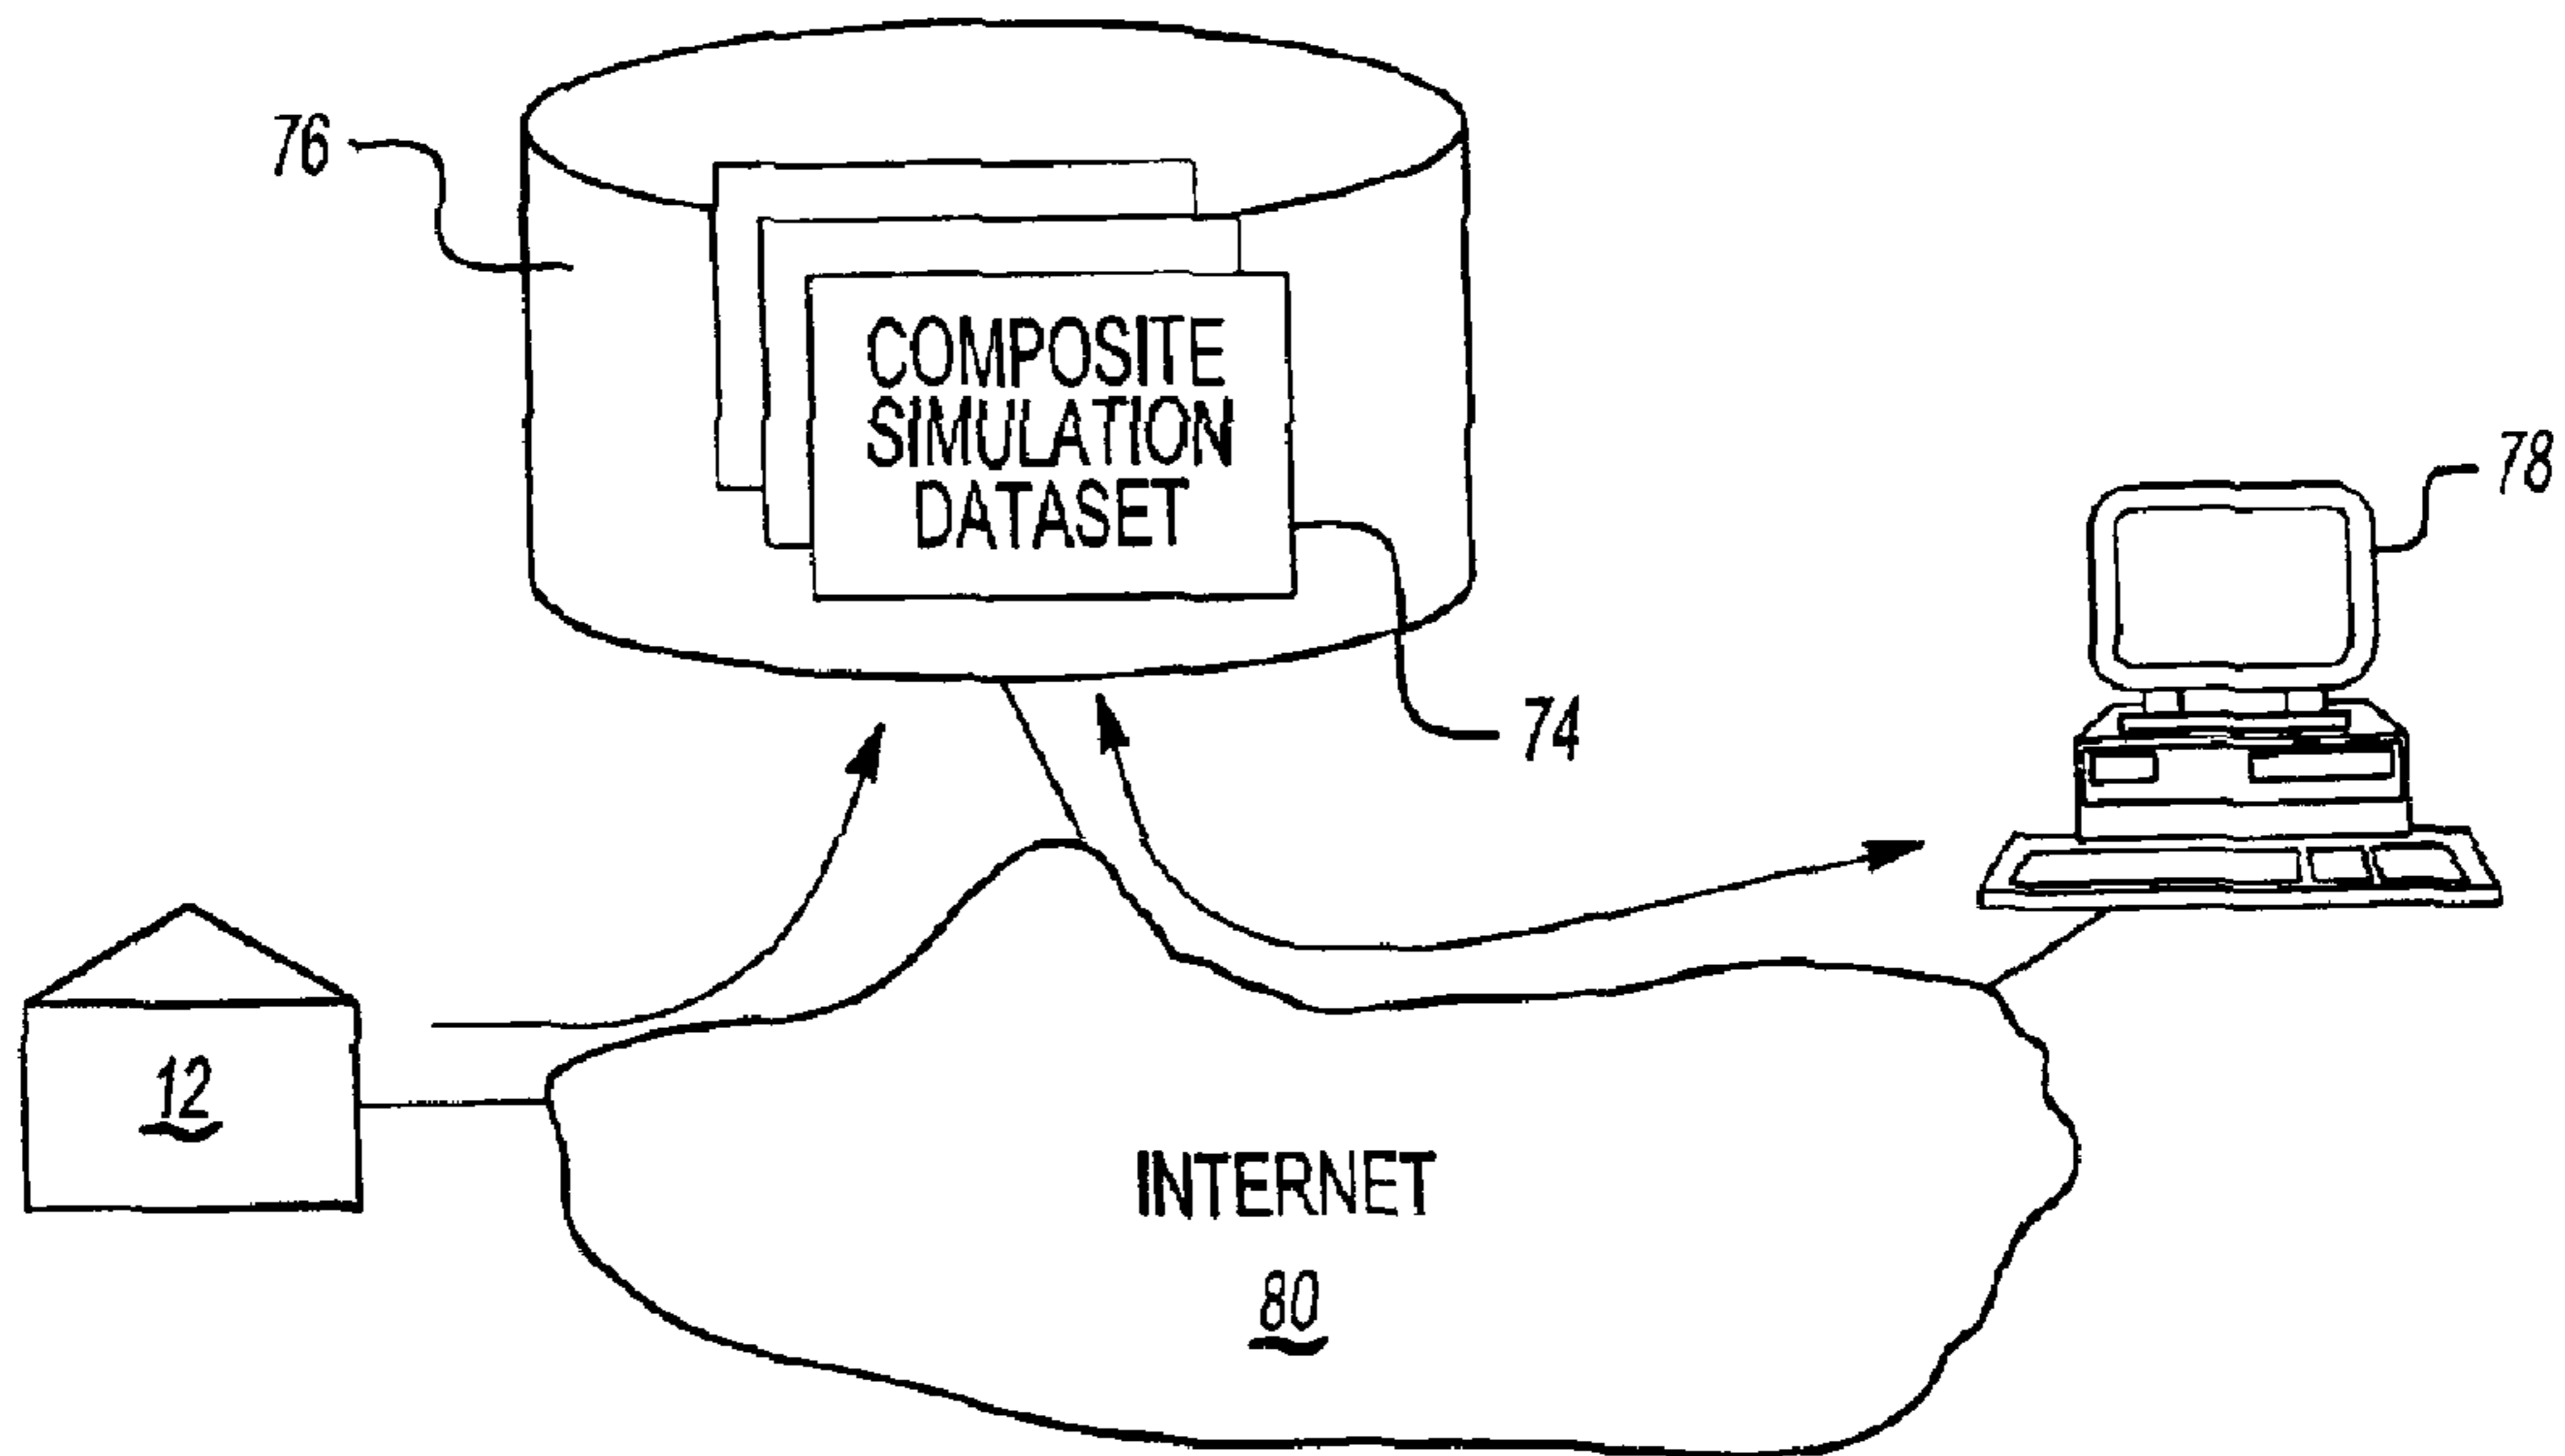 76
COMPOSITE
SIMULATION
DATASET
78
74
12
INTERNET
80